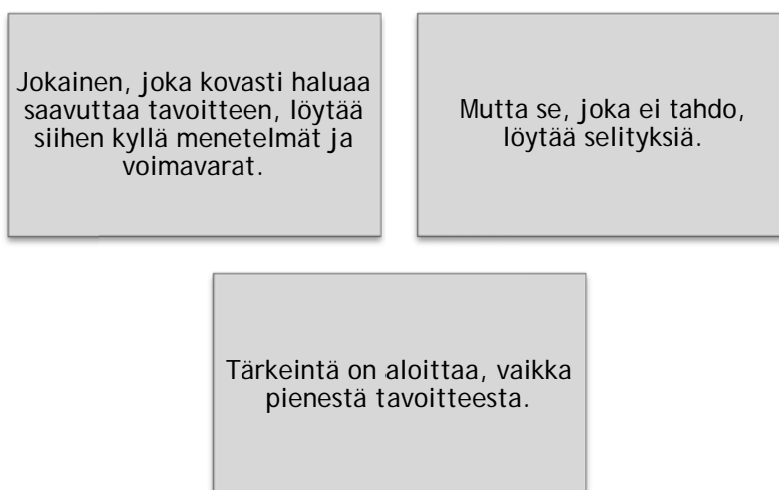 Jokainen, joka kovasti haluaa
saavuttaa tavoitteen, löytää
siihen kyllä menetelmät ja
voimavarat.
Mutta se, joka ei tahdo,
löytää selityksiä.
Tärkeintä on aloittaa, vaikka
pienestä tavoitteesta.